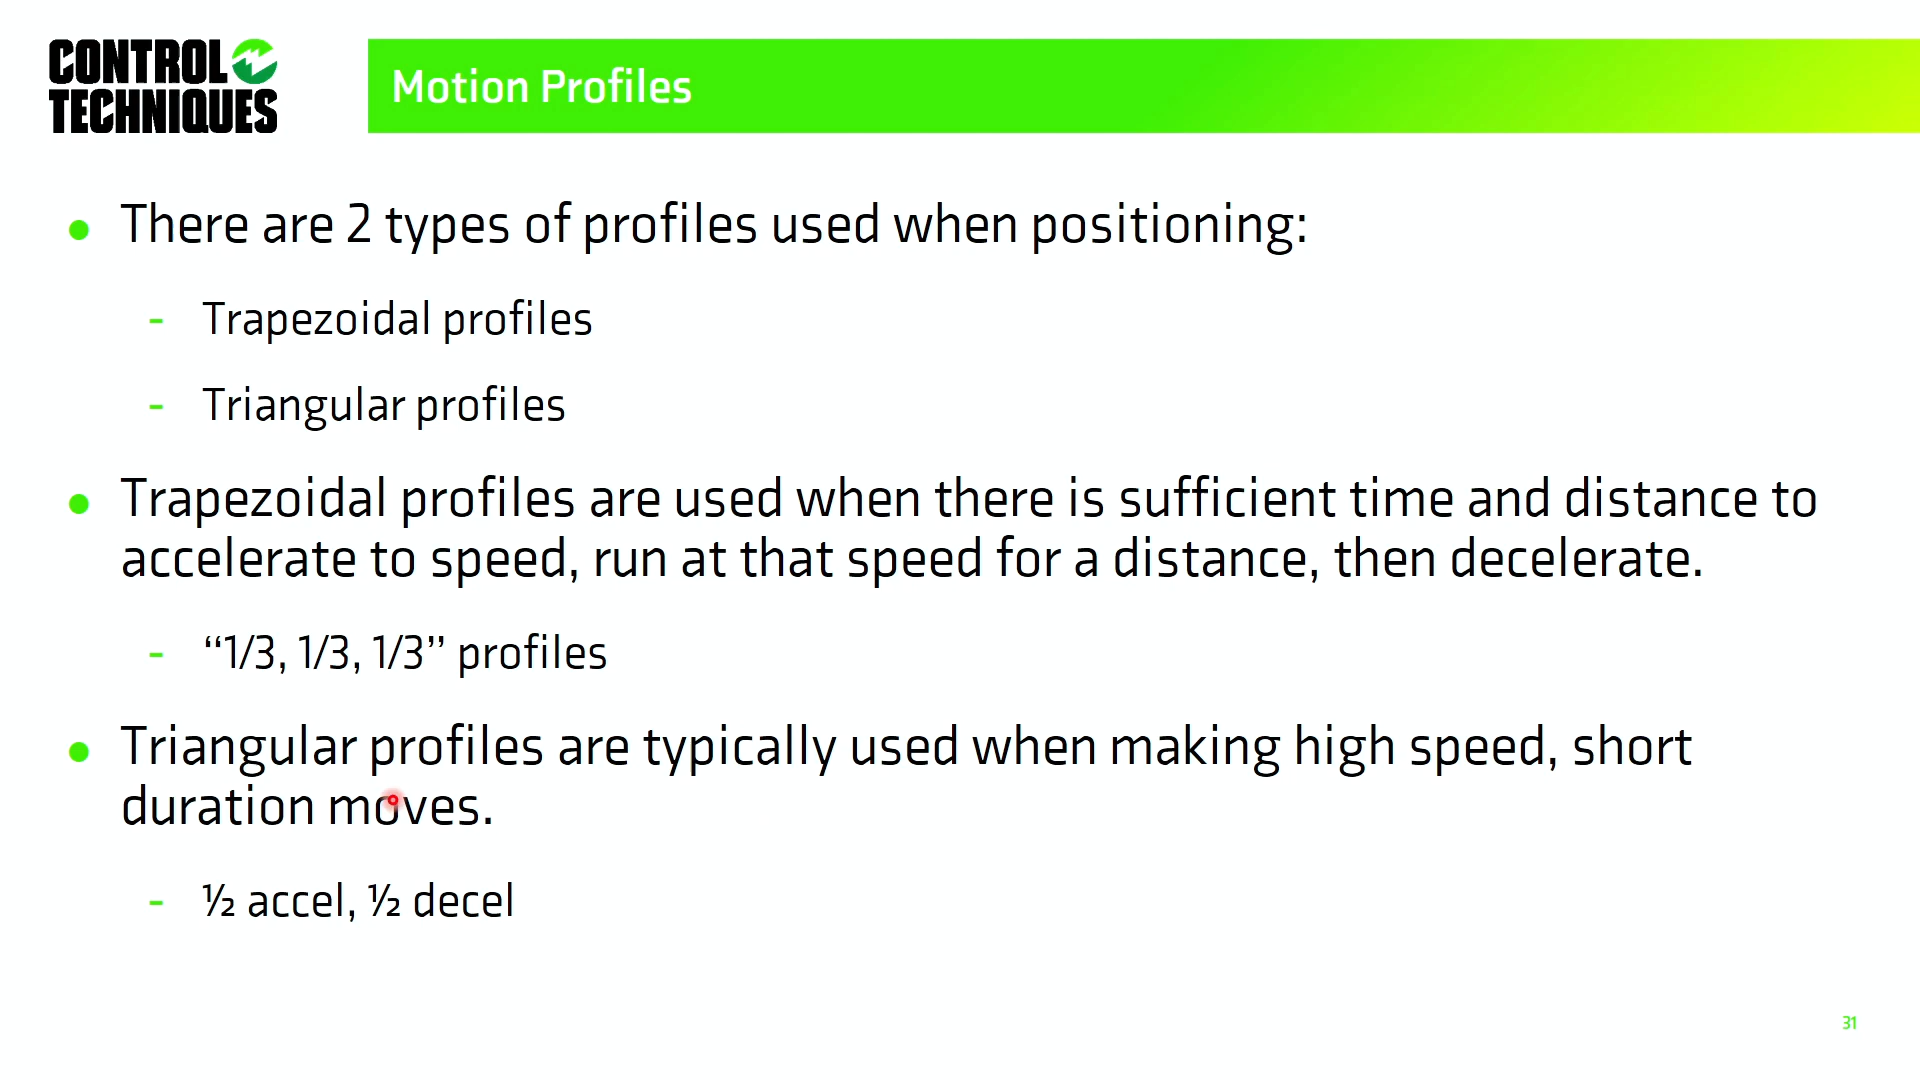 CONTROL
TECHNIQUES
Motion Profiles
There are 2 types of profiles used when positioning:
- Trapezoidal profiles
- Triangular profiles
Trapezoidal profiles are used when there is sufficient time and distance to
accelerate to speed, run at that speed for a distance, then decelerate.
- “1/3, 1/3, 1/3” profiles
Triangular profiles are typically used when making high speed, short
duration moves.
- ½ accel, ½ decel
31